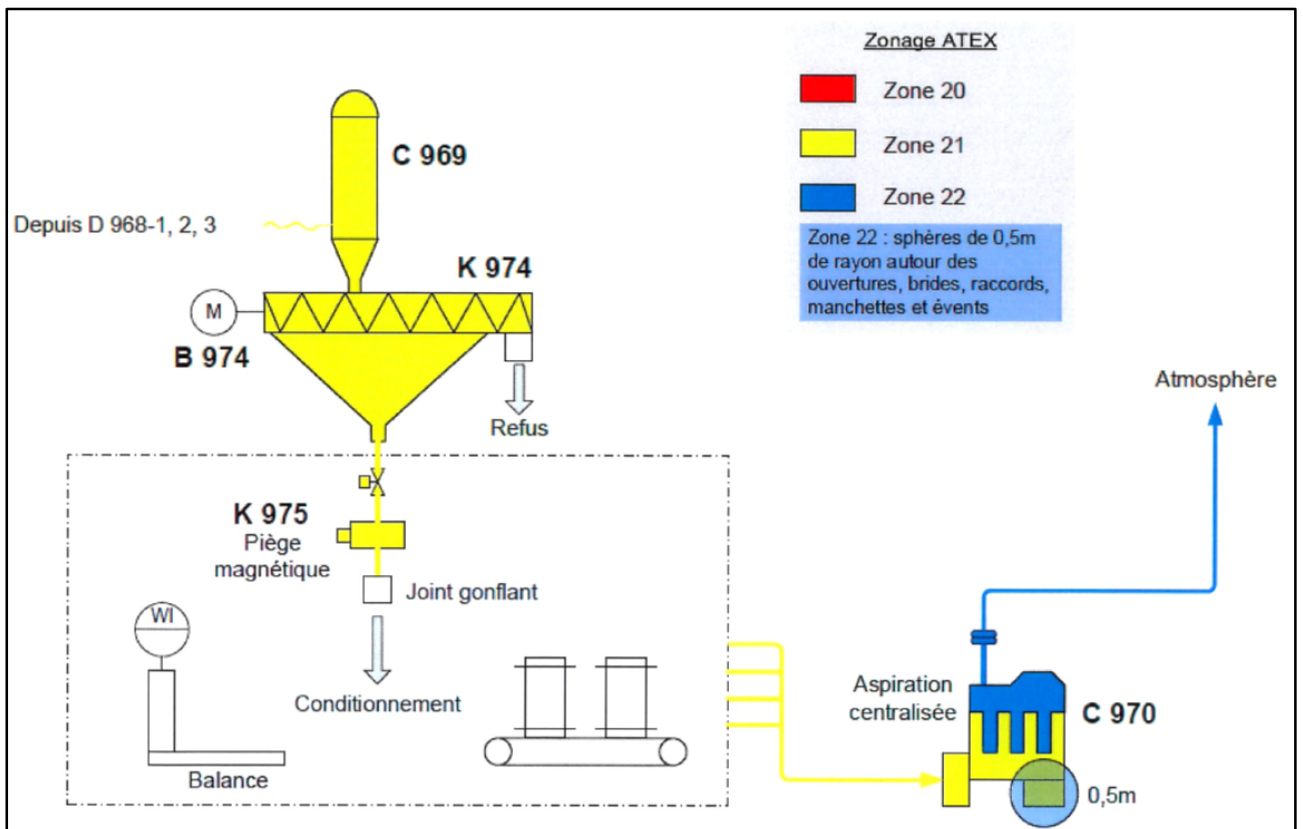 Zonage ATEX
Zone 20
Zone 21
Zone 22
Zone 22 : sphères de 0,5m
de rayon autour des
ouvertures, brides, raccords,
manchettes et évents
C 969
Depuis D 968-1, 2, 3
K 974
M
B 974
Refus
Atmosphère
K 975
Piège
magnétique
Joint gonflant
WI
Conditionnement
Balance
Aspiration
centralisée
C 970
0,5m